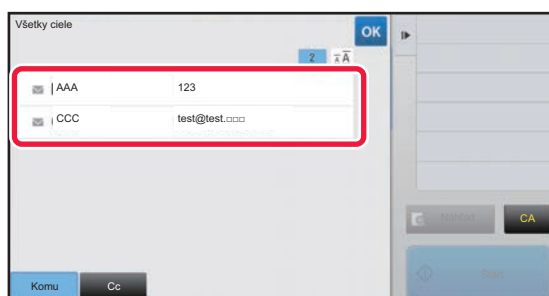 Všetky ciele
OK
2
AAA 123
CCC test@test.□□□
Náhľad
CA
Štart
Komu Cc